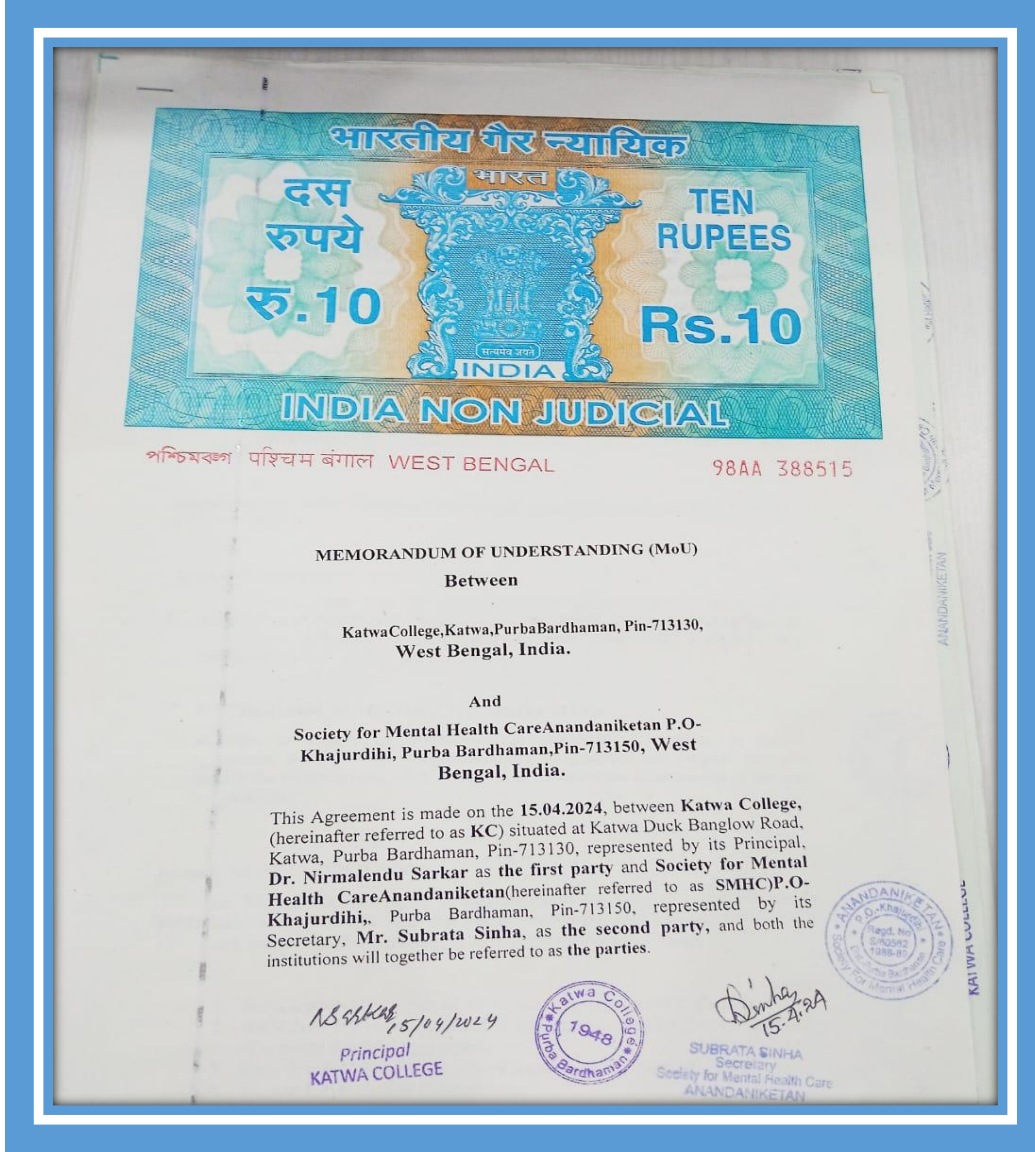 भारतीय गैर न्यायिक
भारत
दस
रुपये
रु.10
TEN
RUPEES
Rs.10
सत्यमेव जयते
INDIA
INDIA NON JUDICIAL
পশ্চিমবঙ্গ पश्चिम बंगाल WEST BENGAL
98AA 388515
MEMORANDUM OF UNDERSTANDING (MoU)
Between
KatwaCollege,Katwa,PurbaBardhaman, Pin-713130,
West Bengal, India.
And
Society for Mental Health CareAnandaniketan P.O-
Khajurdihi, Purba Bardhaman,Pin-713150, West
Bengal, India.
This Agreement is made on the 15.04.2024, between Katwa College,
(hereinafter referred to as KC) situated at Katwa Duck Banglow Road,
Katwa, Purba Bardhaman, Pin-713130, represented by its Principal,
Dr. Nirmalendu Sarkar as the first party and Society for Mental
Health CareAnandaniketan(hereinafter referred to as SMHC)P.O-
Khajurdihi,. Purba Bardhaman, Pin-713150, represented by its
Secretary, Mr. Subrata Sinha, as the second party, and both the
institutions will together be referred to as the parties.
15/04/2024
Principal
KATWA COLLEGE
Katwa College
1948
Purba Bardhaman
Sinha
15.4.24
SUBRATA SINHA
Secretary
Society for Mental Health Care
ANANDANIKETAN
ANANDANIKETAN
P.O.-Khajurdihi
Regd. No
1988-89
Society For Mental Health Care
ANANDANIKETAN
KATWA COLLEGE